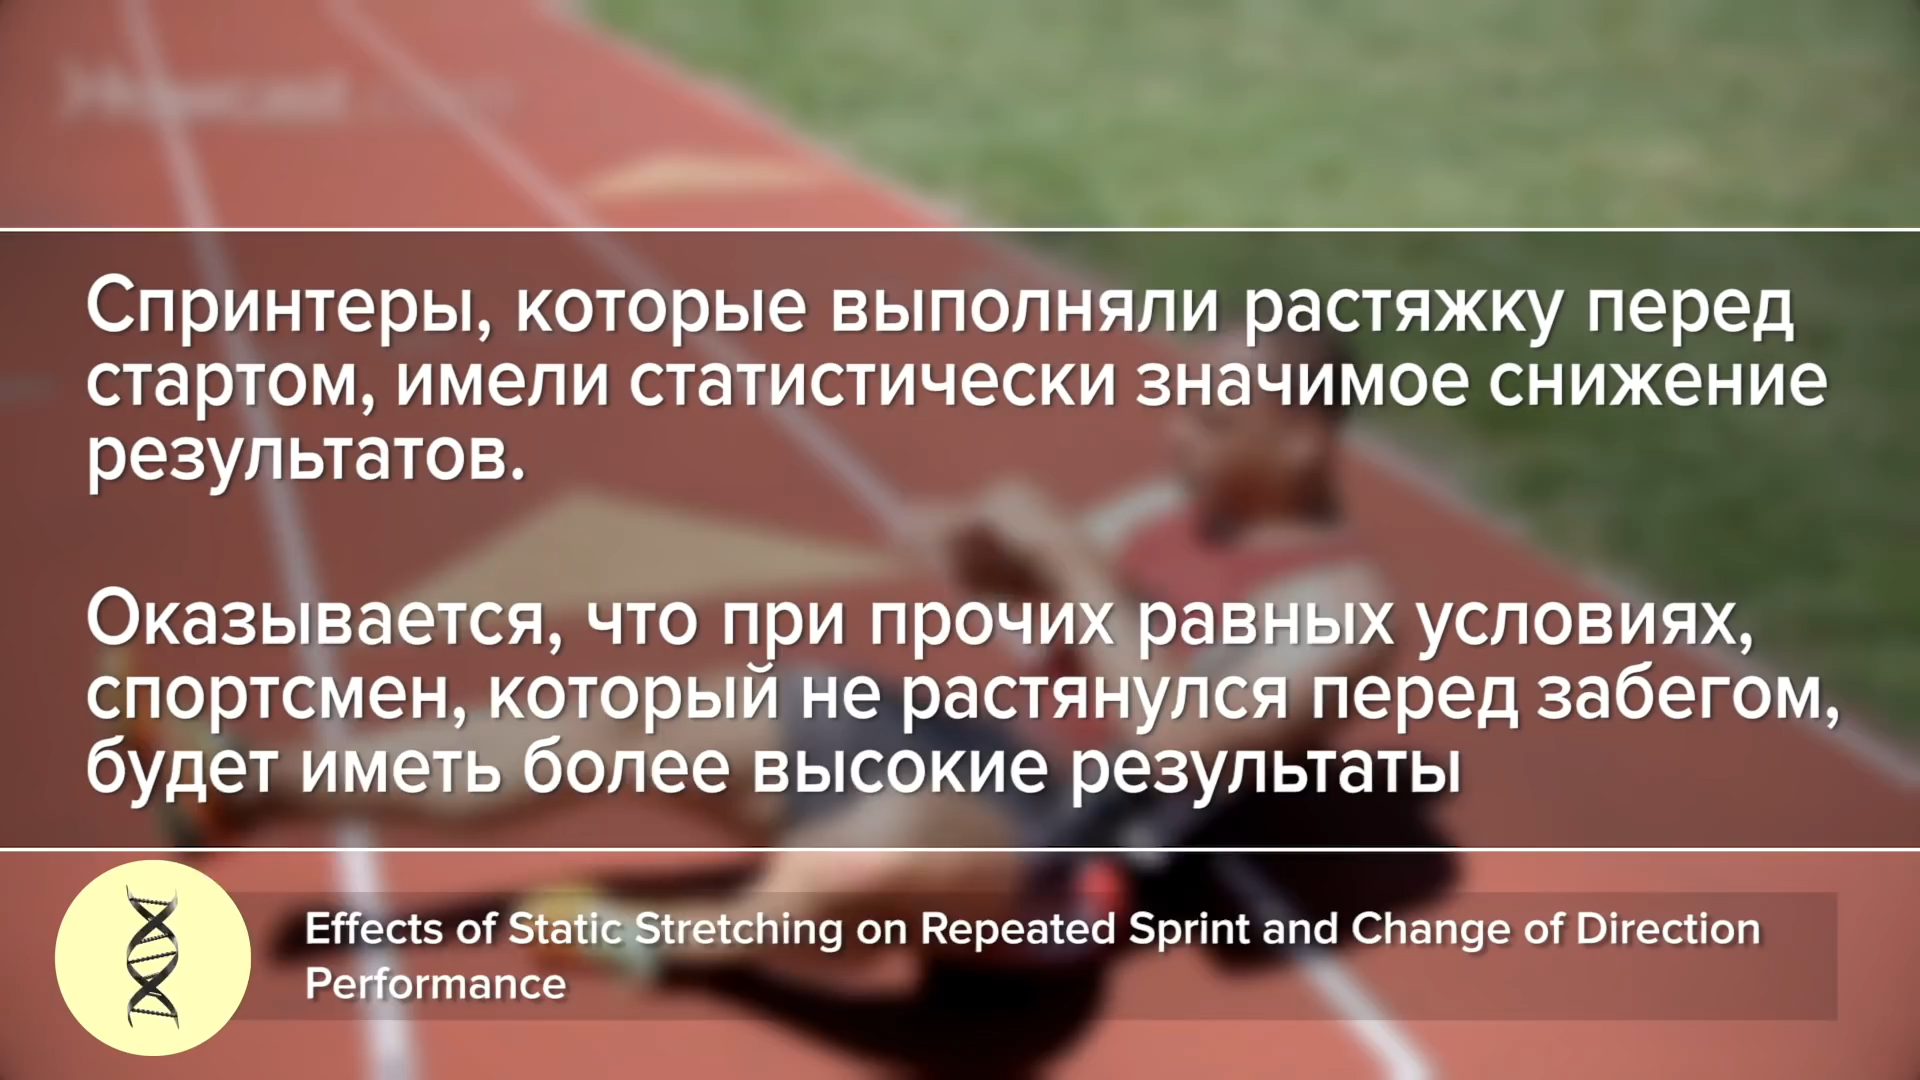 Спринтеры, которые выполняли растяжку перед
стартом, имели статистически значимое снижение
результатов.
Оказывается, что при прочих равных условиях,
спортсмен, который не растянулся перед забегом,
будет иметь более высокие результаты
Effects of Static Stretching on Repeated Sprint and Change of Direction
Performance